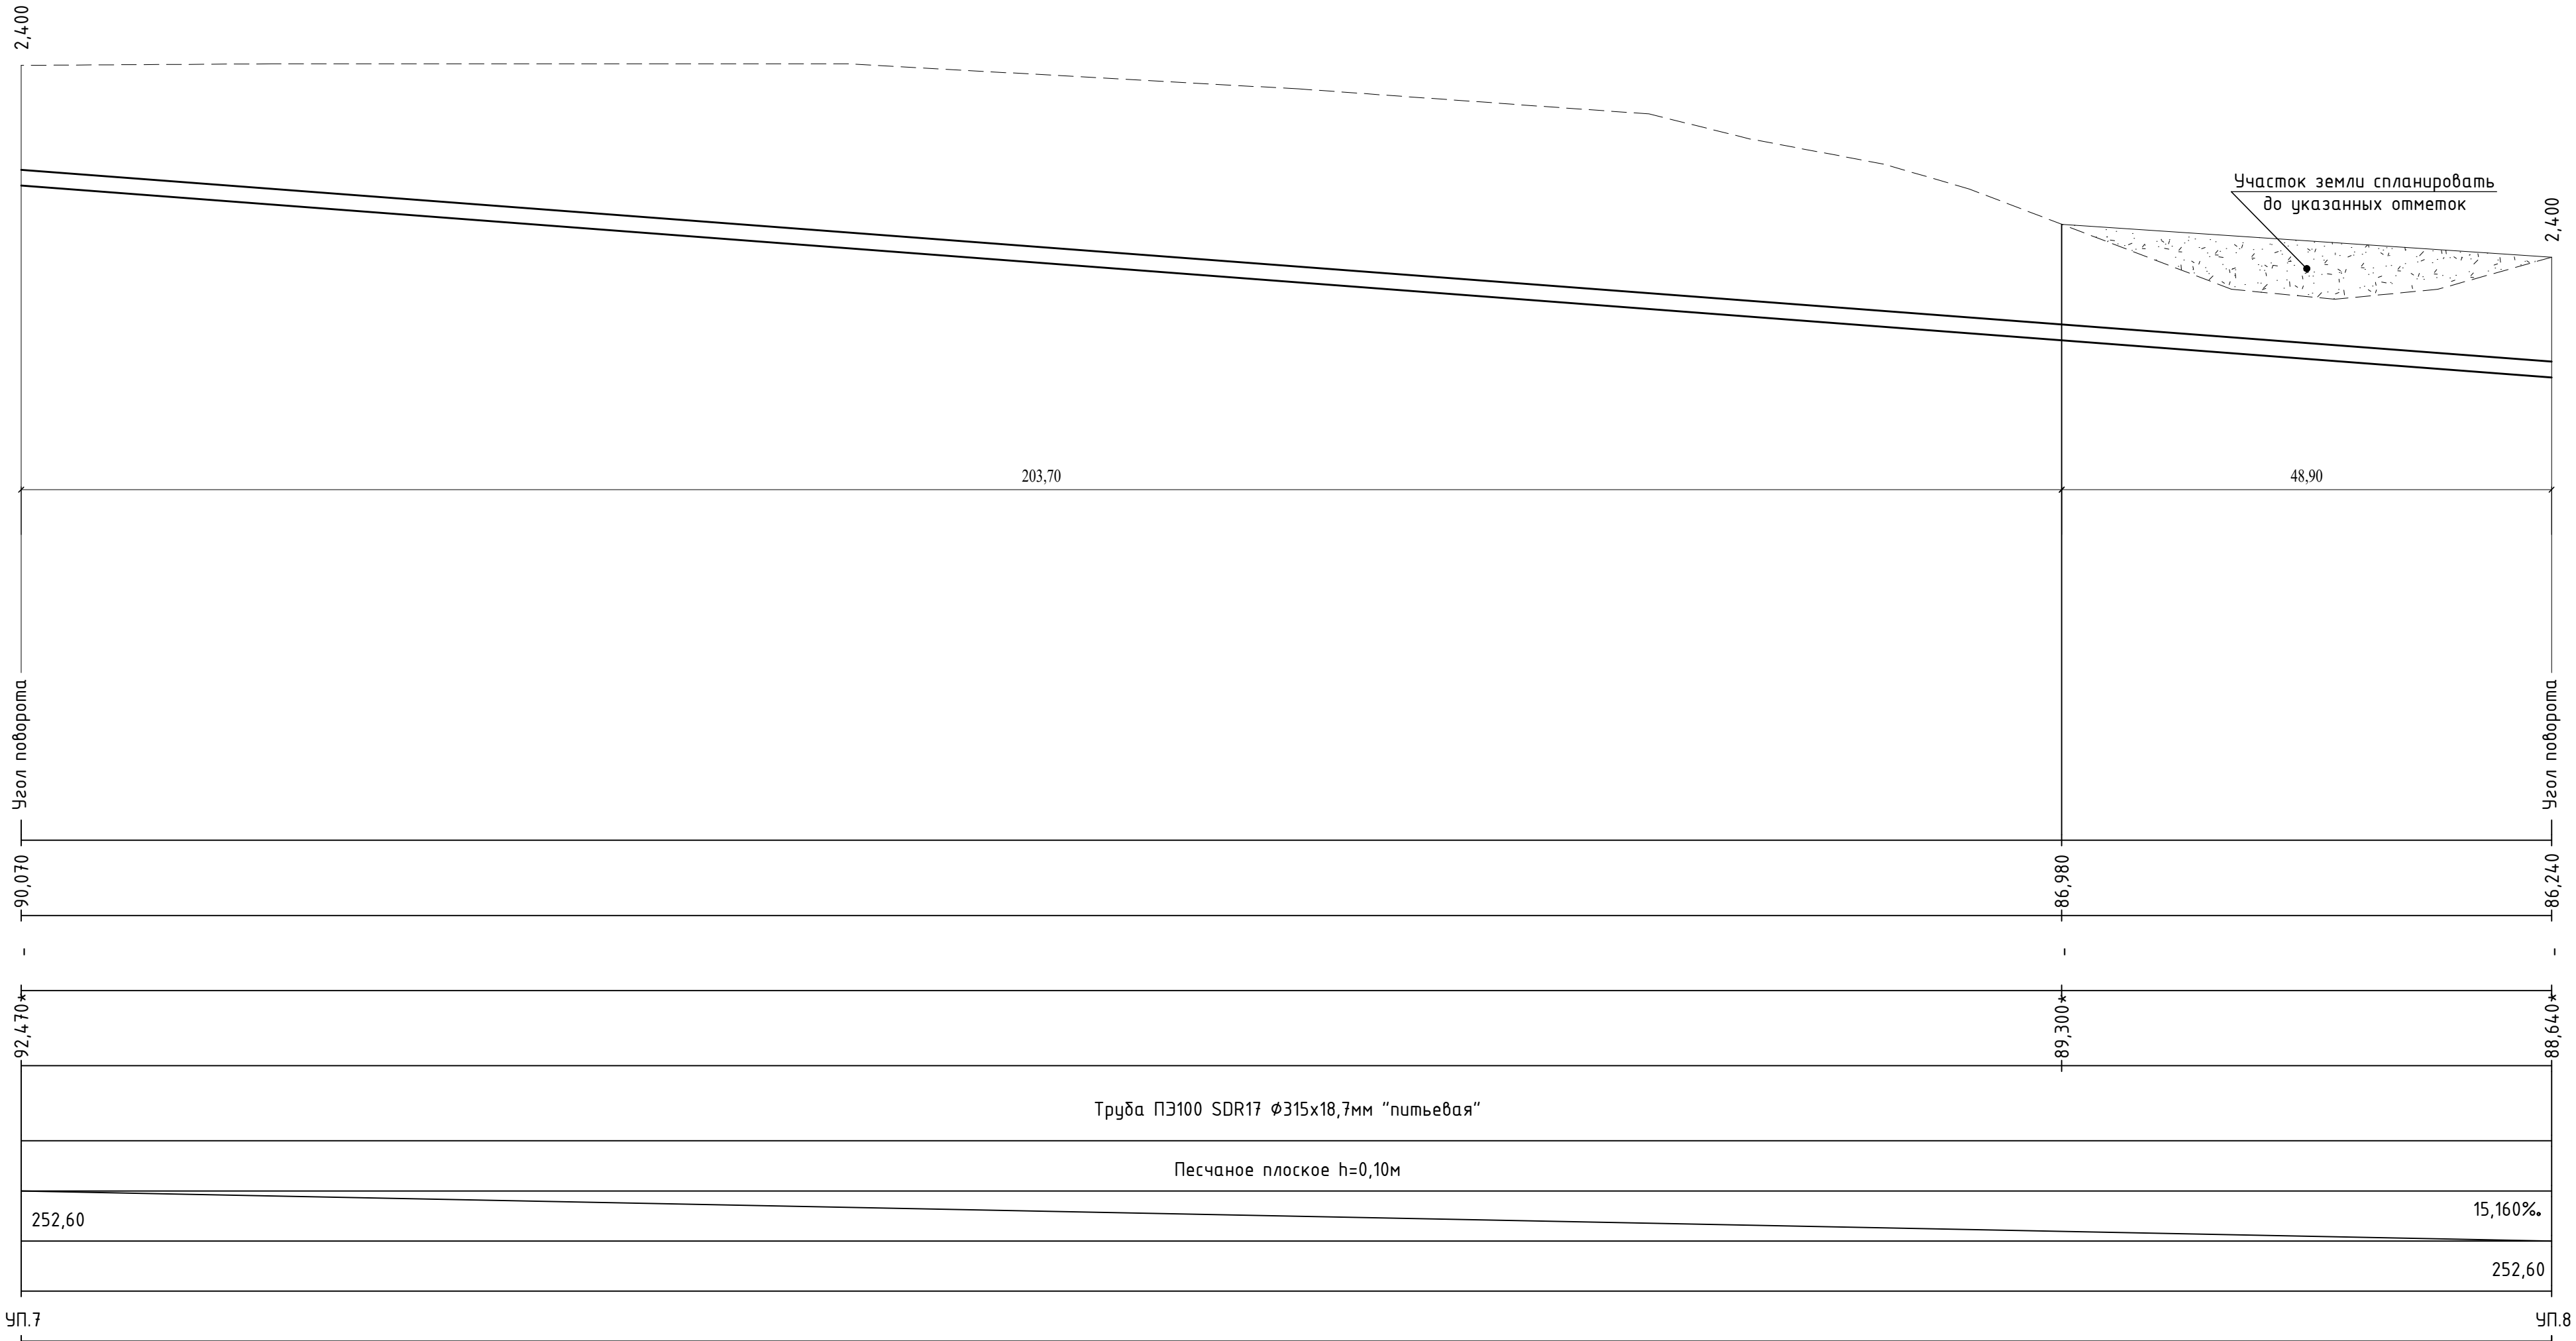 2,400
Участок земли спланировать
до указанных отметок
2,400
203,70
48,90
Угол поворота
Угол поворота
90,070
86,980
86,240
-
-
-
92,470*
89,300*
88,640*
Труба ПЭ100 SDR17 Ø315х18,7мм "питьевая"
Песчаное плоское h=0,10м
252,60
15,160‰
252,60
УП.7
УП.8